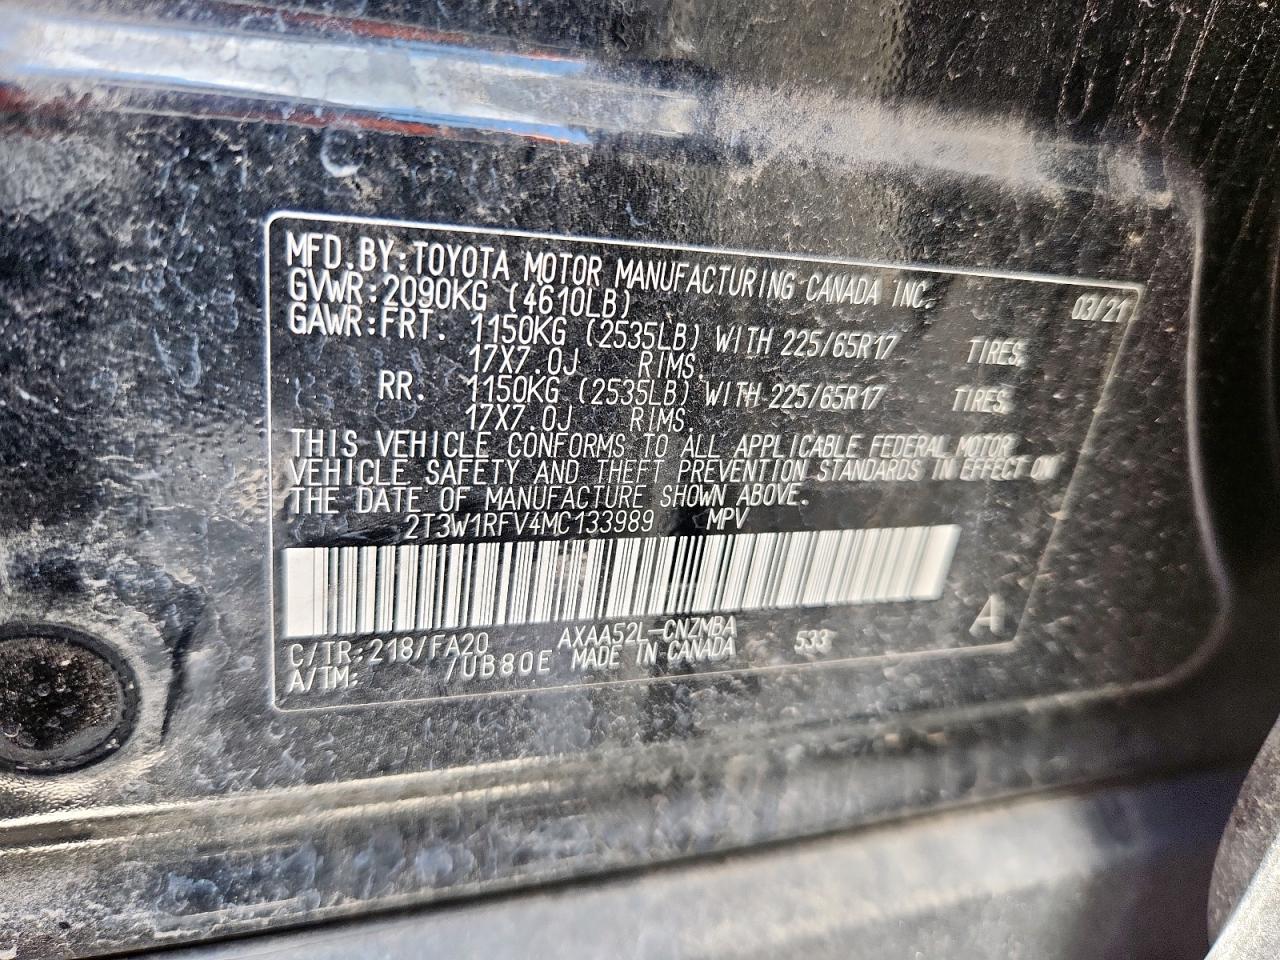 MFD.BY:TOYOTA MOTOR MANUFACTURING CANADA INC. 03/21
GVWR:2090KG (4610LB)
GAWR:FRT. 1150KG (2535LB) WITH 225/65R17 TIRES,
17X7.0J RIMS,
RR. 1150KG (2535LB) WITH 225/65R17 TIRES
17X7.0J RIMS.
THIS VEHICLE CONFORMS TO ALL APPLICABLE FEDERAL MOTOR
VEHICLE SAFETY AND THEFT PREVENTION STANDARDS IN EFFECT ON
THE DATE OF MANUFACTURE SHOWN ABOVE.
2T3W1RFV4MC133989 MPV
C/TR:218/FA20 AXAA52L-CNZMBA 533 A
A/TM: /UB80E MADE IN CANADA